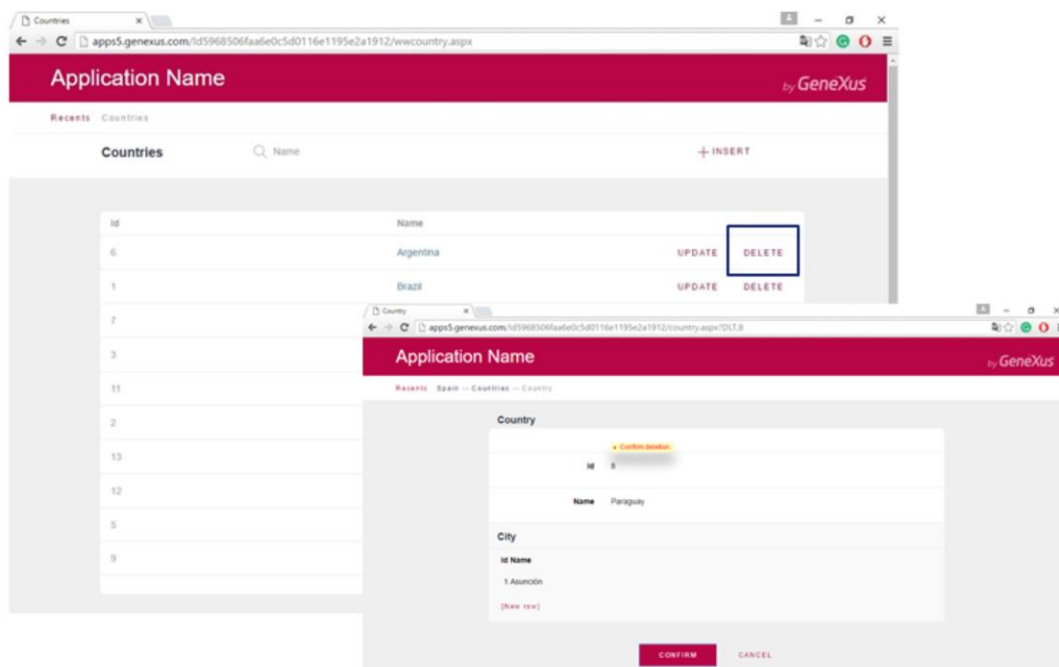 Countries
apps5.genexus.com/Id5968506faa6e0c5d0116e1195e2a1912/wwcountry.aspx
Application Name
by GeneXus
Recents Countries
Countries Name INSERT
Id Name
6 Argentina UPDATE DELETE
1 Brazil UPDATE DELETE
7
3
11
2
13
12
5
9
Country
apps5.genexus.com/Id5968506faa6e0c5d0116e1195e2a1912/country.aspx?DLT,8
Application Name
by GeneXus
Recents Spain — Countries — Country
Country
Confirm deletion.
Id 8
Name Paraguay
City
Id Name
1 Asunción
[New row]
CONFIRM CANCEL